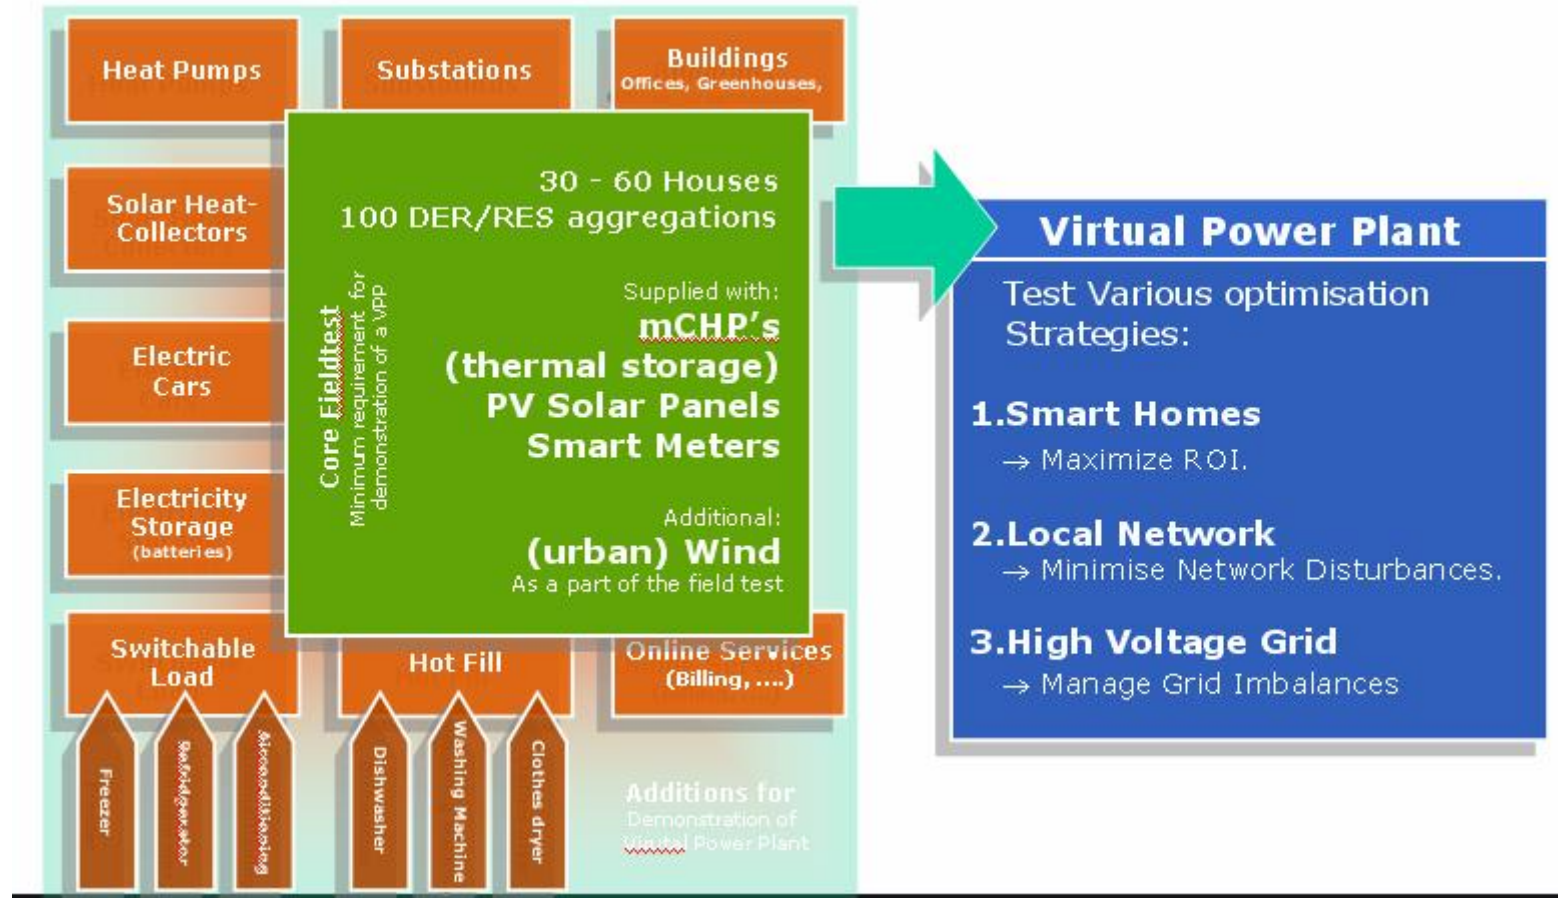 Heat Pumps
Substations
Buildings
Offices, Greenhouses,
Solar Heat-
Collectors
Electric
Cars
Electricity
Storage
(batteries)
Switchable
Load
Freezer
Refridgerator
Airconditioning
Hot Fill
Dishwasher
Washing Machine
Clothes dryer
Online Services
(Billing, ....)
Additions for
Demonstration of
Virutal Power Plant
Core Fieldtest
Minimum requirement for
demonstration of a VPP
30 - 60 Houses
100 DER/RES aggregations
Supplied with:
mCHP's
(thermal storage)
PV Solar Panels
Smart Meters
Additional:
(urban) Wind
As a part of the field test
Virtual Power Plant
Test Various optimisation
Strategies:
1.Smart Homes
→ Maximize ROI.
2.Local Network
→ Minimise Network Disturbances.
3.High Voltage Grid
→ Manage Grid Imbalances